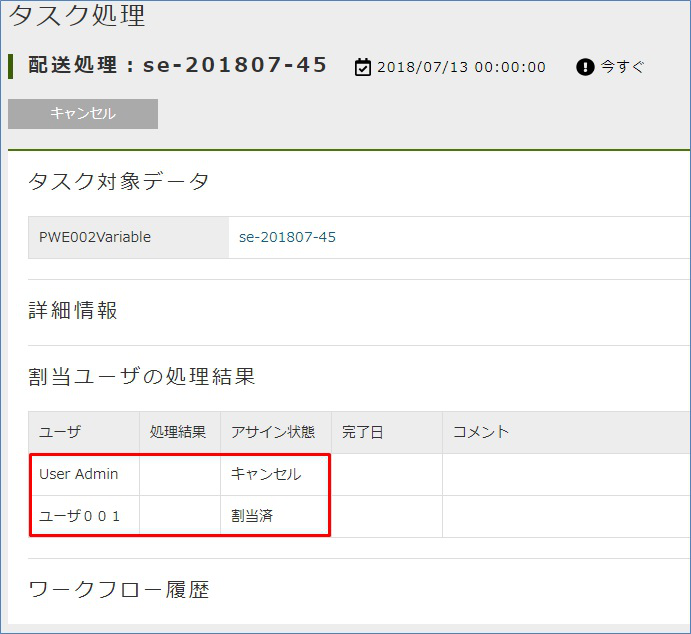 タスク処理
配送処理：se-201807-45 2018/07/13 00:00:00 今すぐ
キャンセル
タスク対象データ
PWE002Variable se-201807-45
詳細情報
割当ユーザの処理結果
ユーザ 処理結果 アサイン状態 完了日 コメント
User Admin キャンセル
ユーザ００１ 割当済
ワークフロー履歴